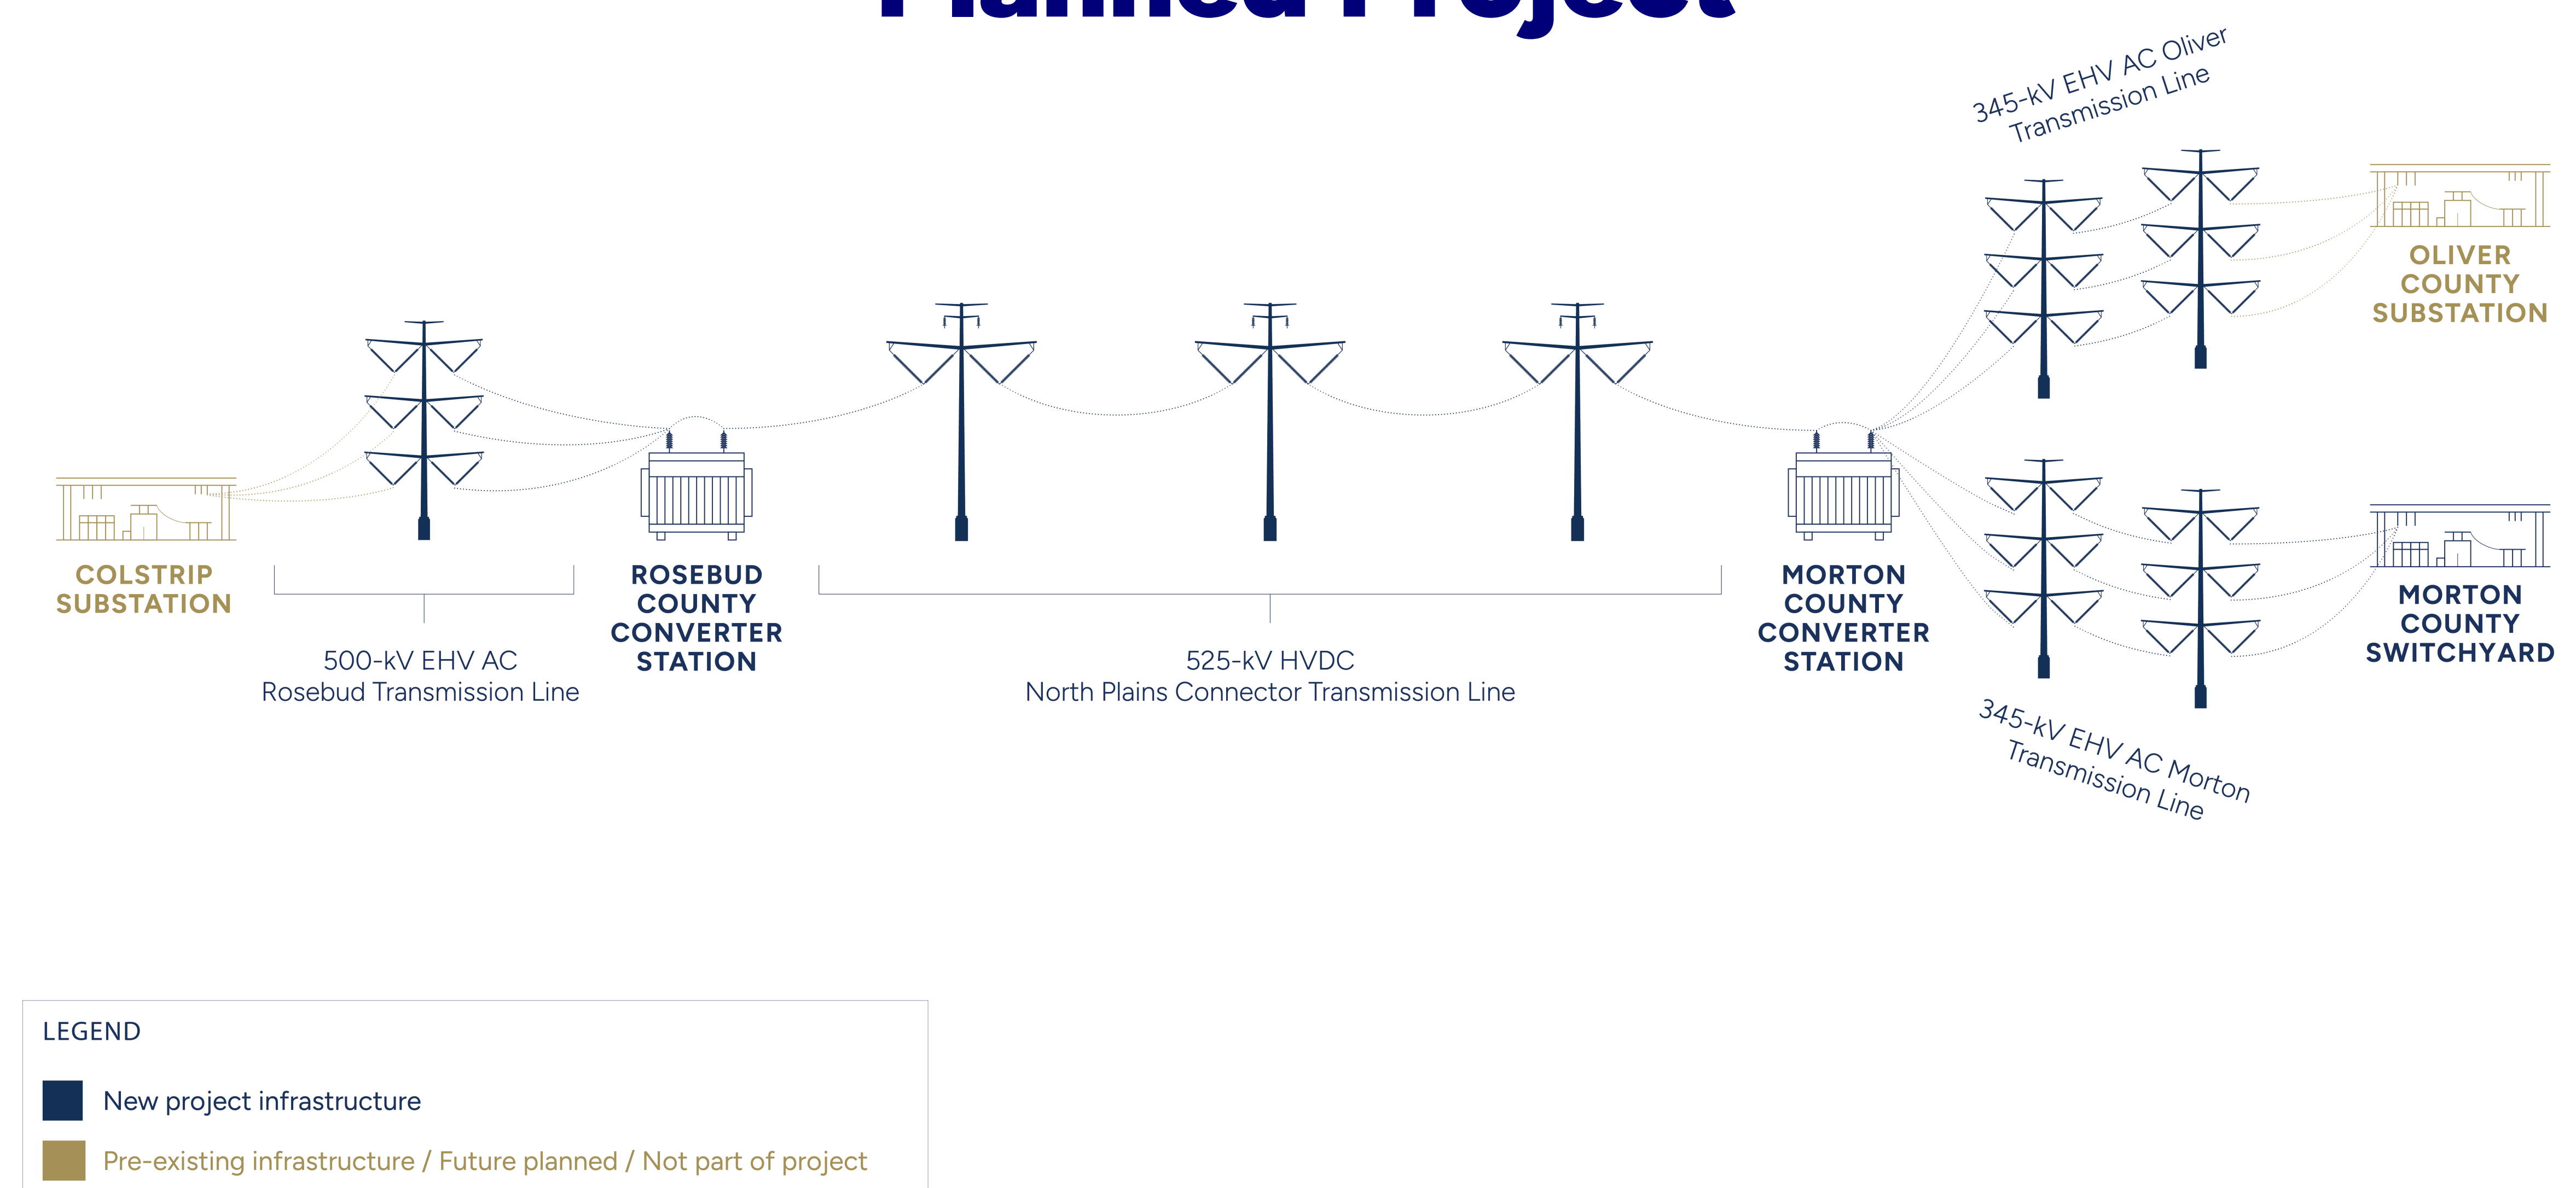 Planned Project
345-kV EHV AC Oliver
Transmission Line
OLIVER
COUNTY
SUBSTATION
COLSTRIP
SUBSTATION
500-kV EHV AC
Rosebud Transmission Line
ROSEBUD
COUNTY
CONVERTER
STATION
525-kV HVDC
North Plains Connector Transmission Line
MORTON
COUNTY
CONVERTER
STATION
MORTON
COUNTY
SWITCHYARD
345-kV EHV AC Morton
Transmission Line
LEGEND
New project infrastructure
Pre-existing infrastructure / Future planned / Not part of project